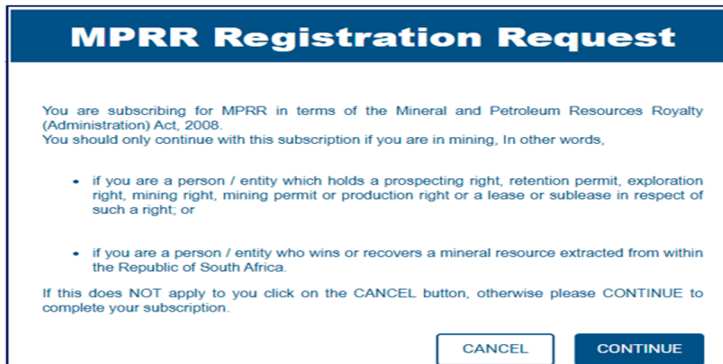 MPRR Registration Request
You are subscribing for MPRR in terms of the Mineral and Petroleum Resources Royalty
(Administration) Act, 2008.
You should only continue with this subscription if you are in mining, In other words,
• if you are a person / entity which holds a prospecting right, retention permit, exploration
right, mining right, mining permit or production right or a lease or sublease in respect of
such a right; or
• if you are a person / entity who wins or recovers a mineral resource extracted from within
the Republic of South Africa.
If this does NOT apply to you click on the CANCEL button, otherwise please CONTINUE to
complete your subscription.
CANCEL CONTINUE